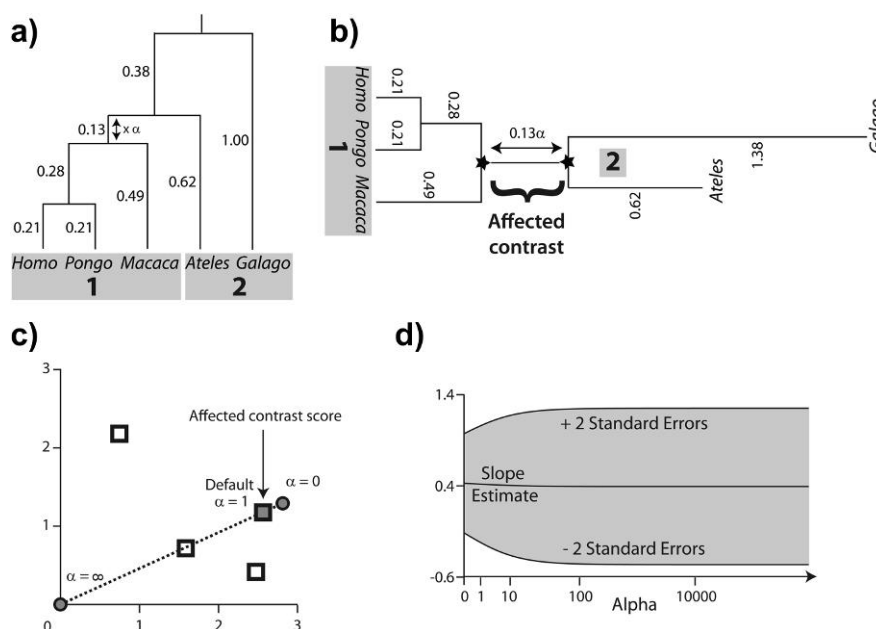 a)
0.38
0.13
x α
1.00
0.28
0.49
0.62
0.21
0.21
Homo Pongo Macaca
1
Ateles Galago
2
b)
1
Homo Pongo Macaca
0.21
0.21
0.28
0.49
0.13α
Affected
contrast
2
0.62
Ateles
1.38
Galago
c)
3
2
1
0
Affected contrast score
Default
α = 1
α = 0
α = ∞
0
1
2
3
d)
1.4
0.4
-0.6
+ 2 Standard Errors
Slope
Estimate
- 2 Standard Errors
0
1
10
100
10000
Alpha